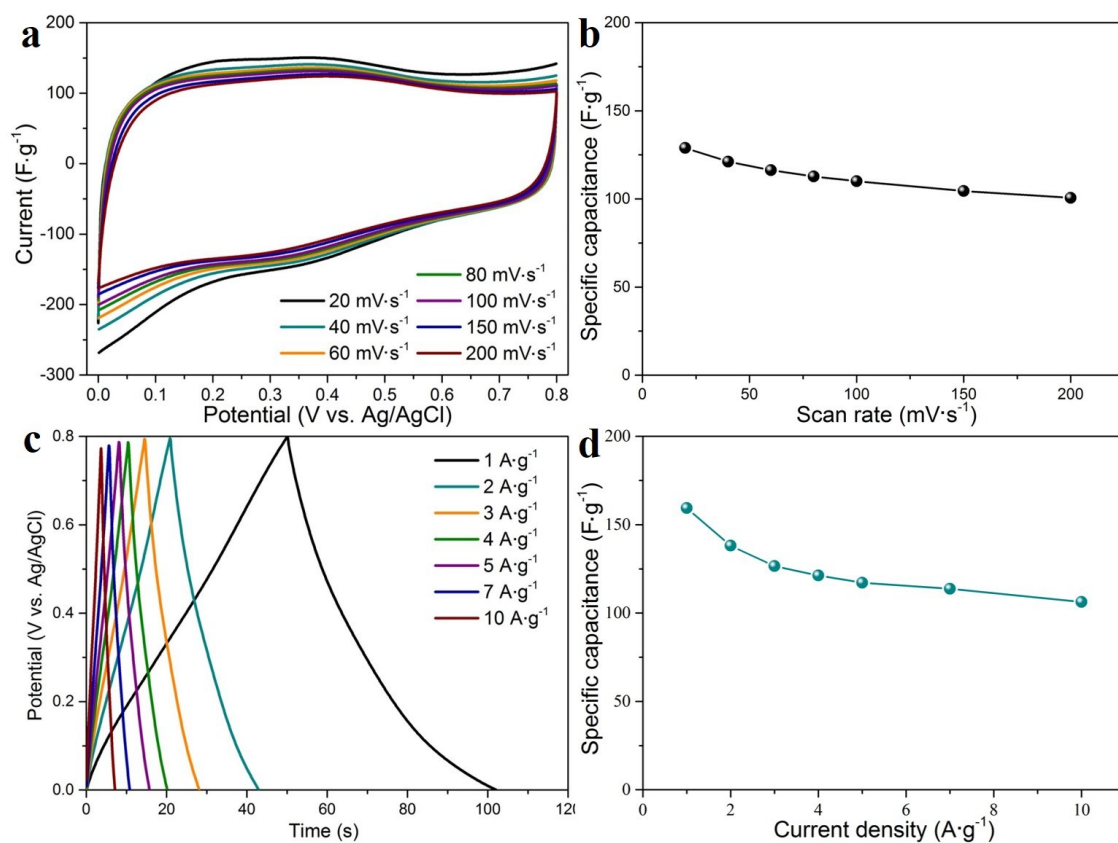 a
200
100
0
-100
-200
-300
Current (F·g⁻¹)
20 mV·s⁻¹
40 mV·s⁻¹
60 mV·s⁻¹
80 mV·s⁻¹
100 mV·s⁻¹
150 mV·s⁻¹
200 mV·s⁻¹
0.0 0.1 0.2 0.3 0.4 0.5 0.6 0.7 0.8
Potential (V vs. Ag/AgCl)
b
200
150
100
50
0
Specific capacitance (F·g⁻¹)
0 50 100 150 200
Scan rate (mV·s⁻¹)
c
0.8
0.6
0.4
0.2
0.0
Potential (V vs. Ag/AgCl)
1 A·g⁻¹
2 A·g⁻¹
3 A·g⁻¹
4 A·g⁻¹
5 A·g⁻¹
7 A·g⁻¹
10 A·g⁻¹
0 20 40 60 80 100 120
Time (s)
d
200
150
100
50
0
Specific capacitance (F·g⁻¹)
0 2 4 6 8 10
Current density (A·g⁻¹)